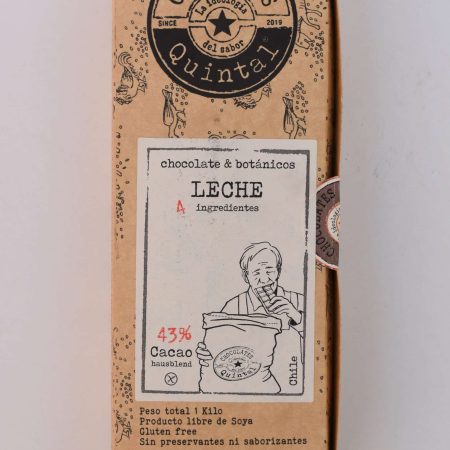 SINCE
2019
La ideología
del sabor
Quintal
chocolate & botánicos
LECHE
4 ingredientes
43%
Cacao
hausblend
CHOCOLATES
Quintal
Chile
Peso total 1 Kilo
Producto libre de Soya
Gluten free
Sin preservantes ni saborizantes